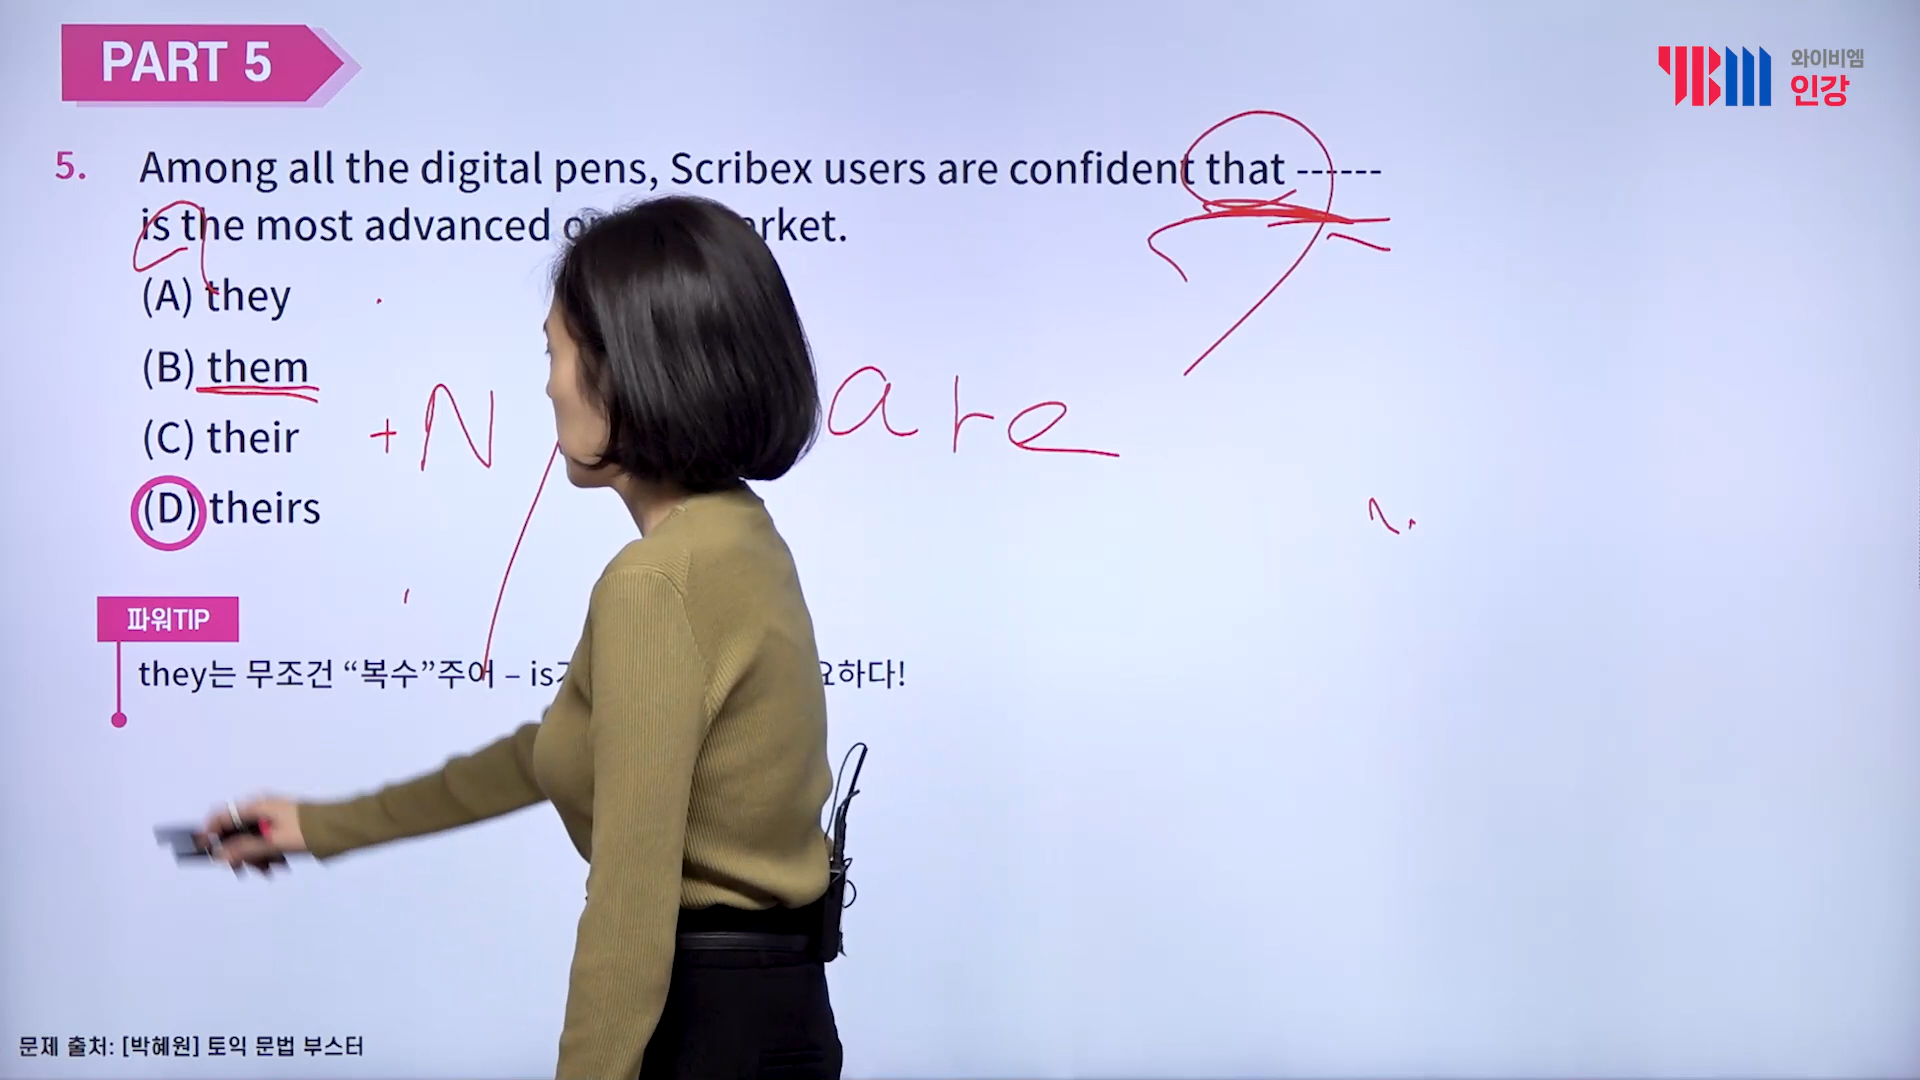 PART 5
YBM 와이비엠
인강
5. Among all the digital pens, Scribex users are confident that ------
is the most advanced rket.
(A) they
(B) them
(C) their + N are
(D) theirs
파워TIP
they는 무조건 “복수”주어 – is 요하다!
문제 출처: [박혜원] 토익 문법 부스터